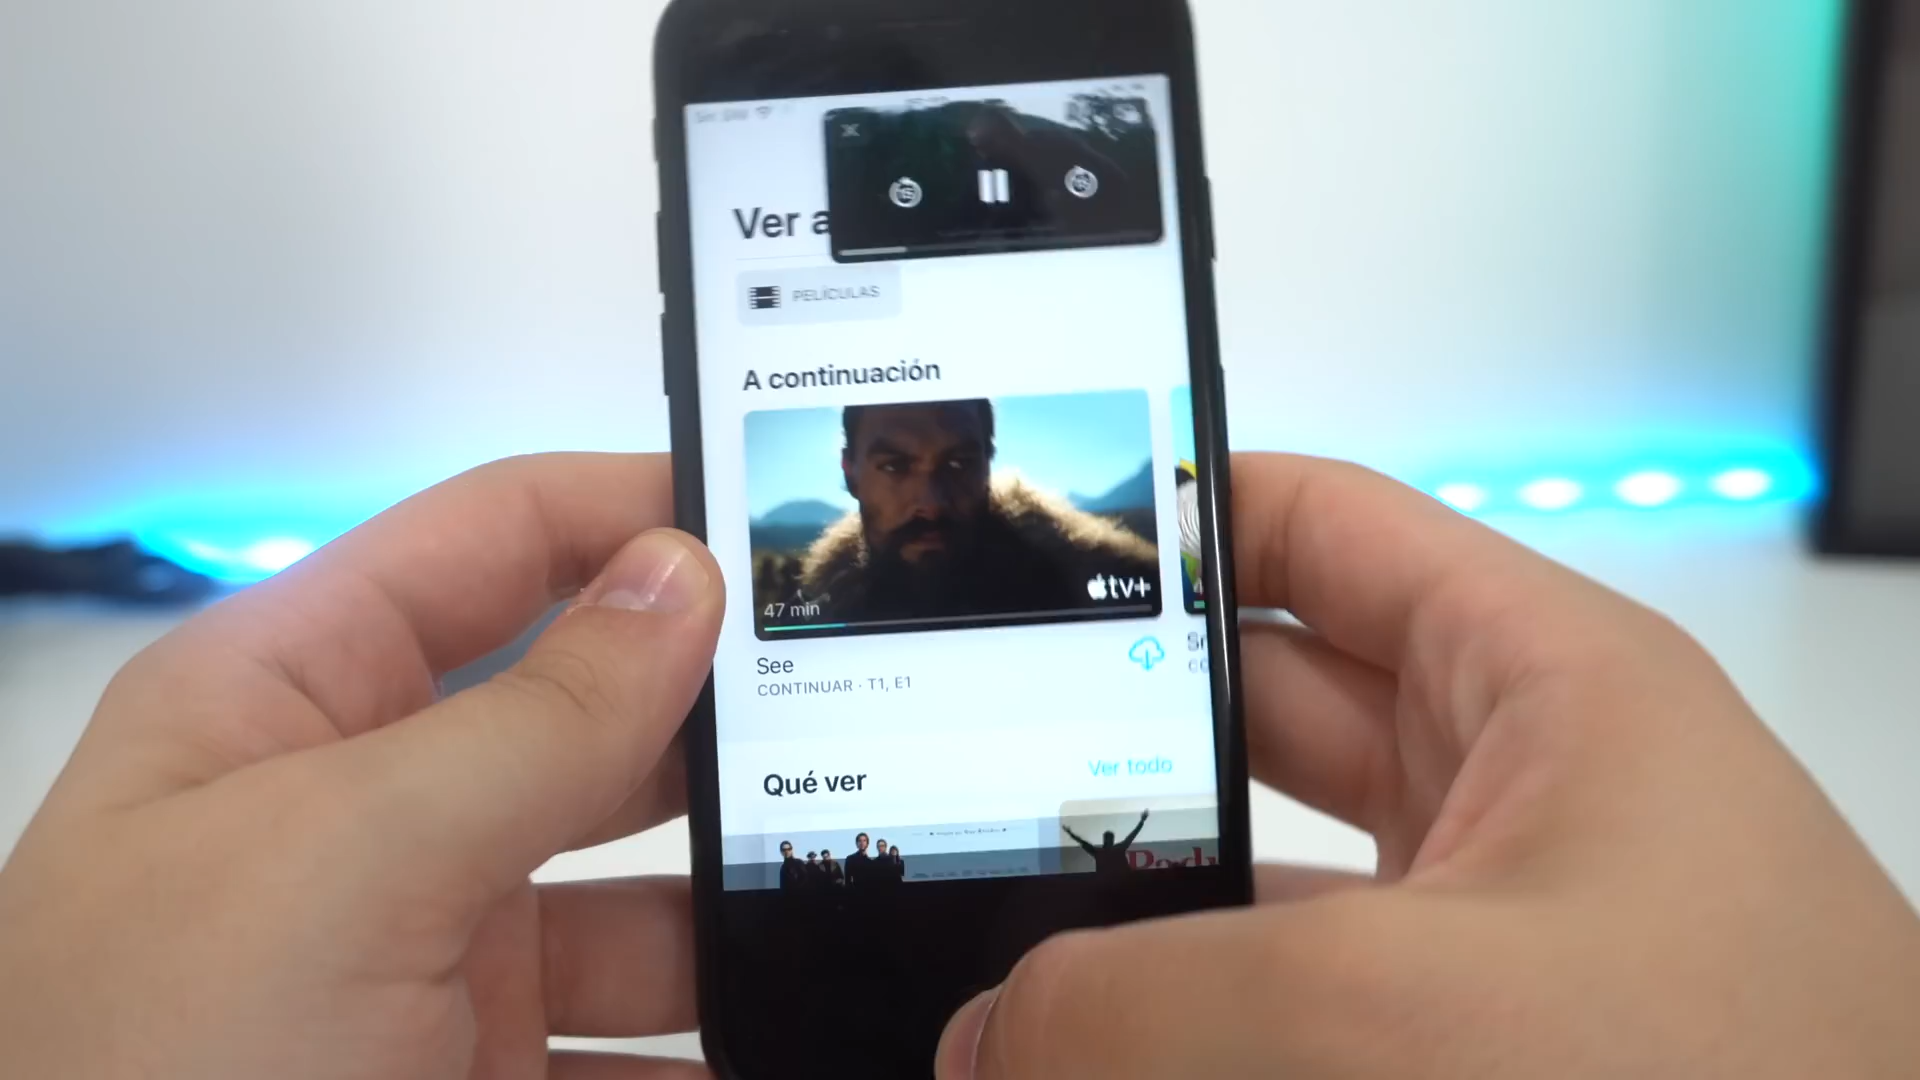 Ver a
PELÍCULAS
A continuación
tv+
47 min
See
CONTINUAR · T1, E1
Qué ver
Ver todo